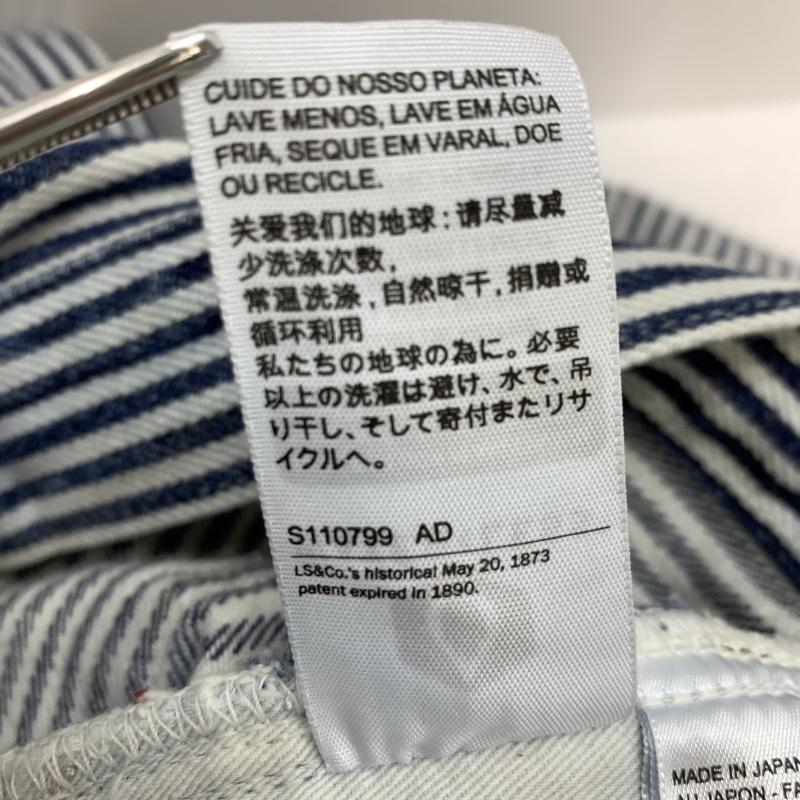 CUIDE DO NOSSO PLANETA:
LAVE MENOS, LAVE EM ÁGUA
FRIA, SEQUE EM VARAL, DOE
OU RECICLE.
关爱我们的地球:请尽量减
少洗涤次数,
常温洗涤,自然晾干,捐赠或
循环利用
私たちの地球の為に。必要
以上の洗濯は避け、水で、吊
り干し、そして寄付またリサ
イクルへ。
S110799 AD
LS&Co.'s historical May 20, 1873
patent expired in 1890.
MADE IN JAPAN
JAPON - FA